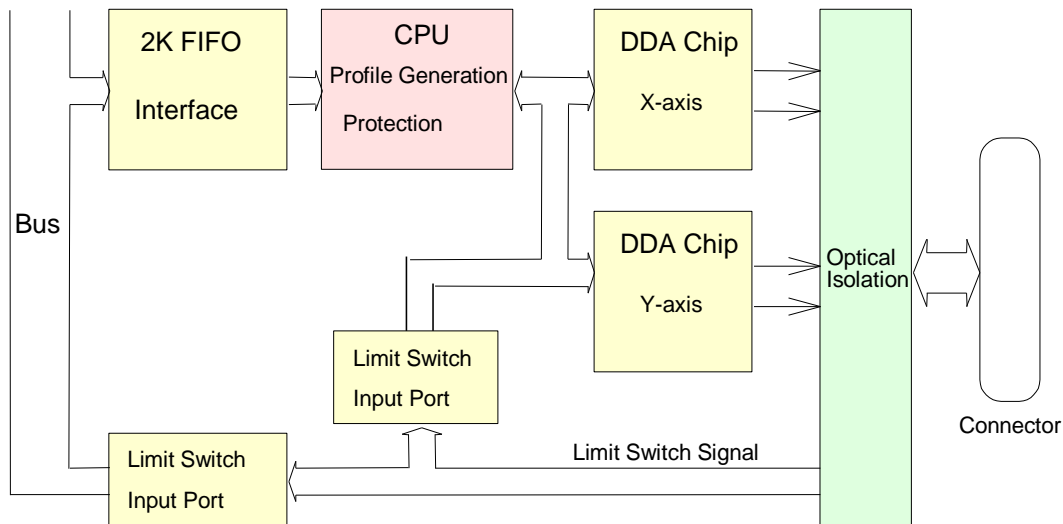 2K FIFO
Interface
CPU
Profile Generation
Protection
DDA Chip
X-axis
Bus
DDA Chip
Y-axis
Optical
Isolation
Limit Switch
Input Port
Connector
Limit Switch Signal
Limit Switch
Input Port